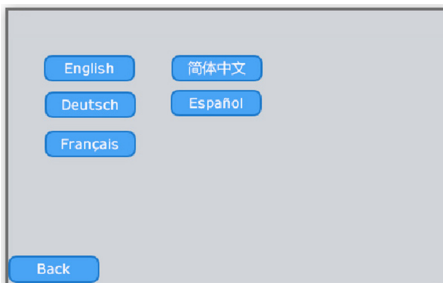 English
简体中文
Deutsch
Español
Français
Back